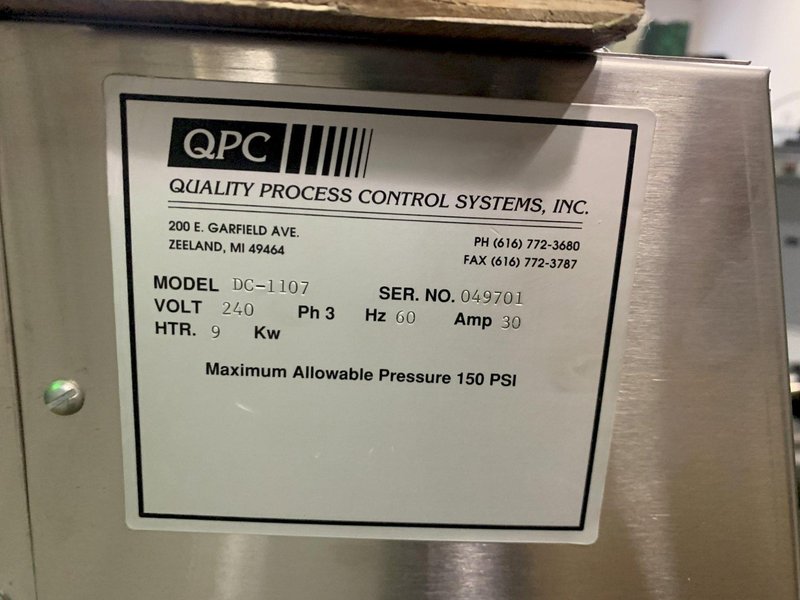 QPC
QUALITY PROCESS CONTROL SYSTEMS, INC.
200 E. GARFIELD AVE.
ZEELAND, MI 49464
PH (616) 772-3680
FAX (616) 772-3787
MODEL DC-1107 SER. NO. 049701
VOLT 240 Ph 3 Hz 60 Amp 30
HTR. 9 Kw
Maximum Allowable Pressure 150 PSI